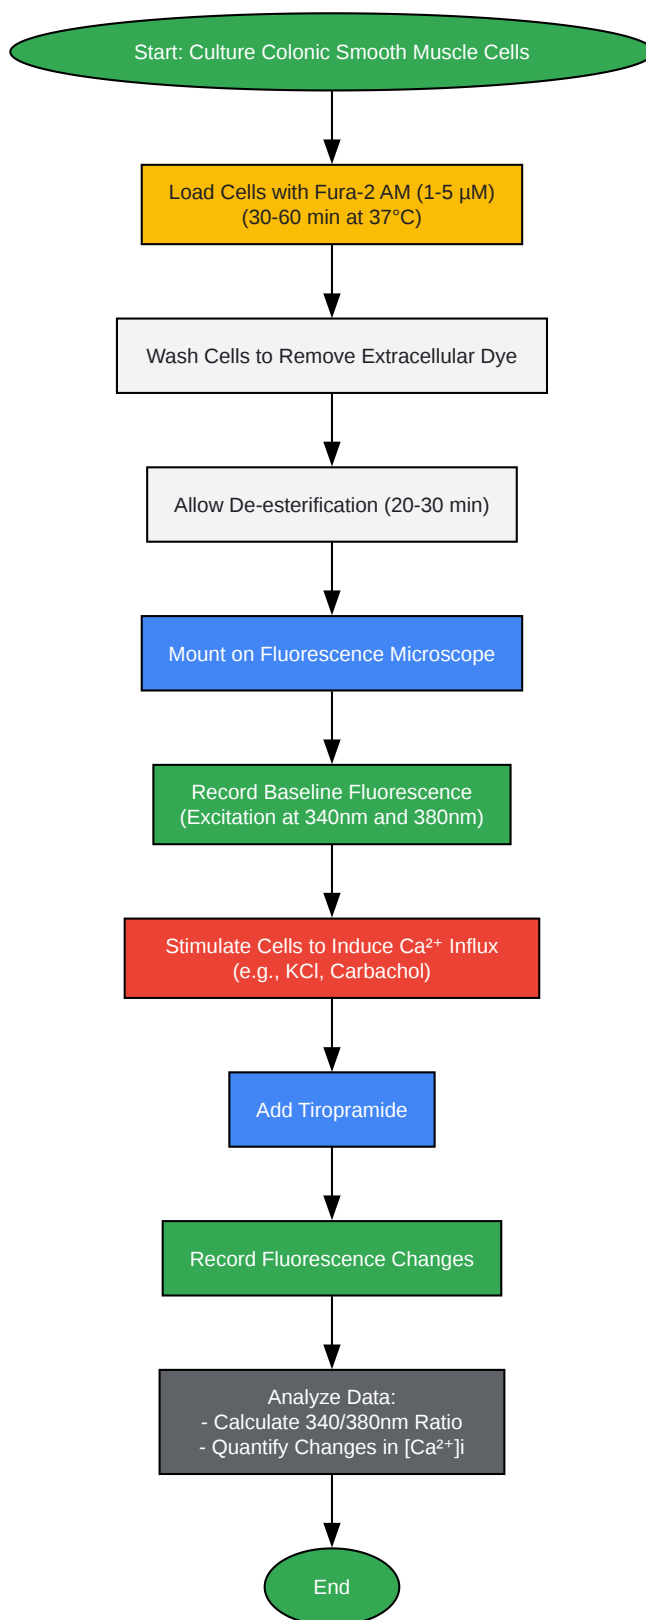 Start: Culture Colonic Smooth Muscle Cells
Load Cells with Fura-2 AM (1-5 µM)
(30-60 min at 37°C)
Wash Cells to Remove Extracellular Dye
Allow De-esterification (20-30 min)
Mount on Fluorescence Microscope
Record Baseline Fluorescence
(Excitation at 340nm and 380nm)
Stimulate Cells to Induce Ca²⁺ Influx
(e.g., KCl, Carbachol)
Add Tiropramide
Record Fluorescence Changes
Analyze Data:
- Calculate 340/380nm Ratio
- Quantify Changes in [Ca²⁺]i
End